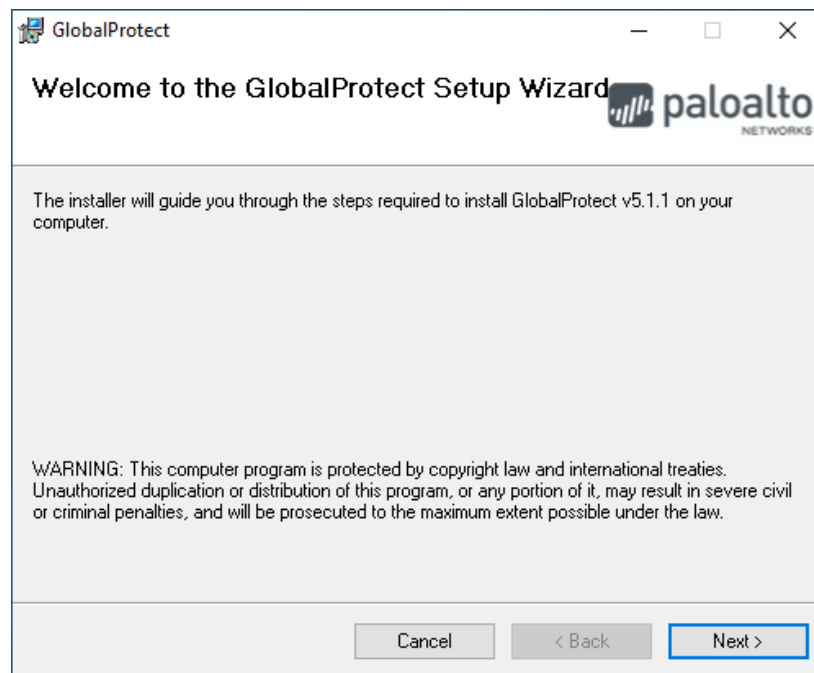 GlobalProtect
Welcome to the GlobalProtect Setup Wizard
paloalto
NETWORKS
The installer will guide you through the steps required to install GlobalProtect v5.1.1 on your
computer.
WARNING: This computer program is protected by copyright law and international treaties.
Unauthorized duplication or distribution of this program, or any portion of it, may result in severe civil
or criminal penalties, and will be prosecuted to the maximum extent possible under the law.
Cancel
< Back
Next >